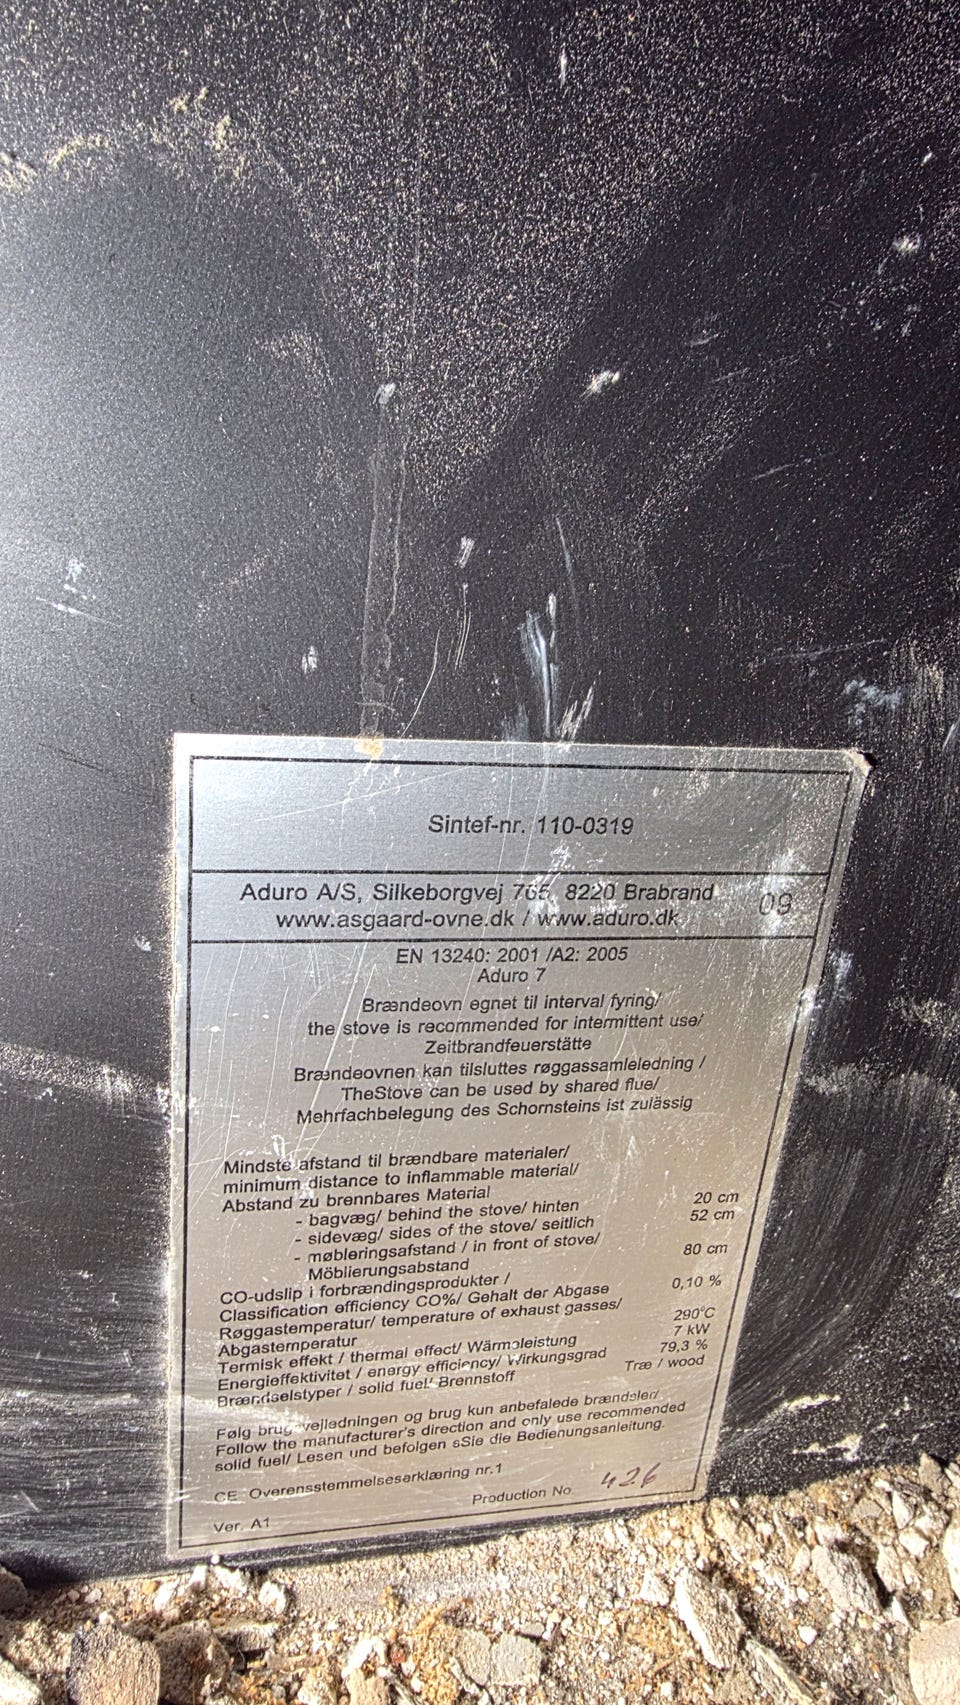 Sintef-nr. 110-0319
Aduro A/S, Silkeborgvej 765, 8220 Brabrand
www.asgaard-ovne.dk / www.aduro.dk
09
EN 13240: 2001 /A2: 2005
Aduro 7
Brændeovn egnet til interval fyring/
the stove is recommended for intermittent use/
Zeitbrandfeuerstätte
Brændeovnen kan tilsluttes røggassamleledning /
TheStove can be used by shared flue/
Mehrfachbelegung des Schornsteins ist zulässig
Mindste afstand til brændbare materialer/
minimum distance to inflammable material/
Abstand zu brennbares Material
- bagvæg/ behind the stove/ hinten 20 cm
- sidevæg/ sides of the stove/ seitlich 52 cm
- møbleringsafstand / in front of stove/
Möblierungsabstand 80 cm
CO-udslip i forbrændingsprodukter /
Classification efficiency CO%/ Gehalt der Abgase 0,10 %
Røggastemperatur/ temperature of exhaust gasses/
Abgastemperatur 290°C
Termisk effekt / thermal effect/ Wärmoleistung 7 kW
Energieffektivitet / energy efficiency/ Wirkungsgrad 79,3 %
Brændselstyper / solid fuel/ Brennstoff Træ / wood
Følg brugsvejledningen og brug kun anbefalede brændsler/
Follow the manufacturer's direction and only use recommended
solid fuel/ Lesen und befolgen sSie die Bedienungsanleitung.
CE Overensstemmelseserklæring nr.1
Production No 426
Ver. A1